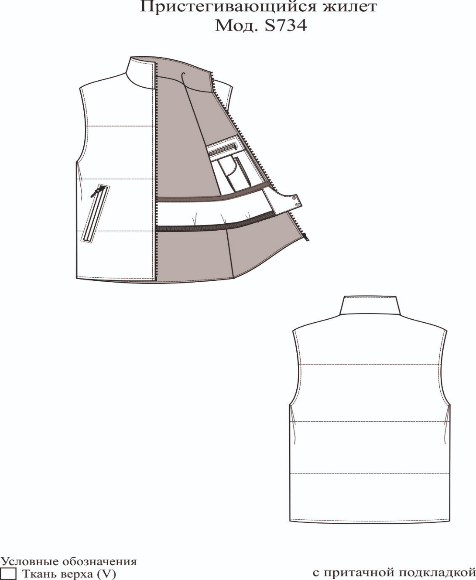 Пристегивающийся жилет
Мод. S734
Условные обозначения
Ткань верха (V)
с притачной подкладкой